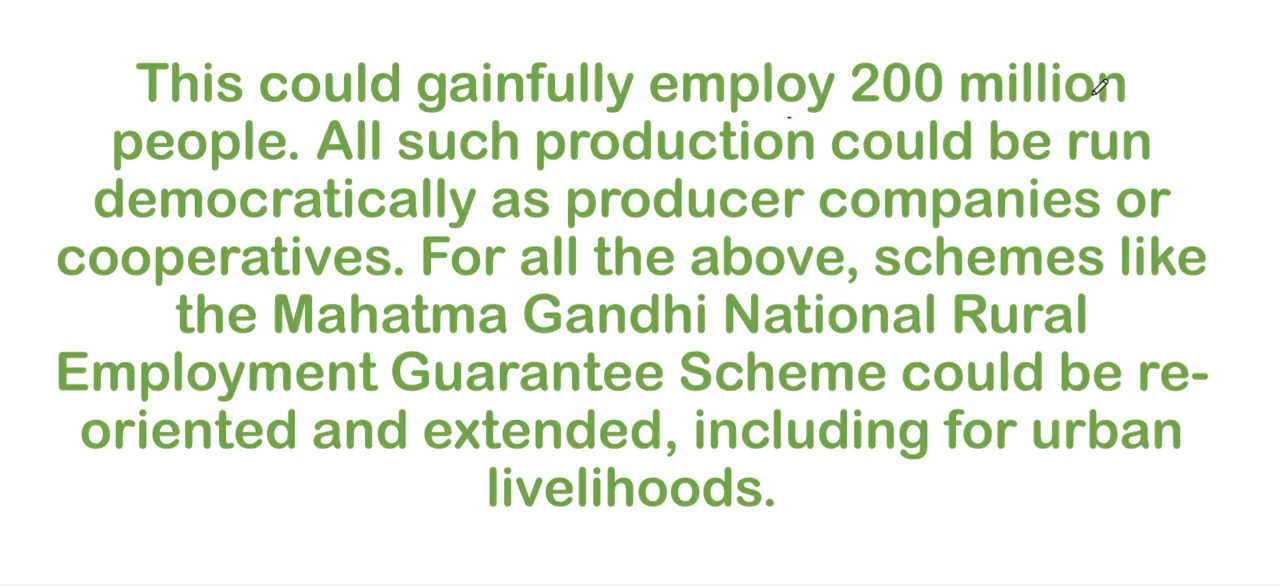 This could gainfully employ 200 million
people. All such production could be run
democratically as producer companies or
cooperatives. For all the above, schemes like
the Mahatma Gandhi National Rural
Employment Guarantee Scheme could be re-
oriented and extended, including for urban
livelihoods.